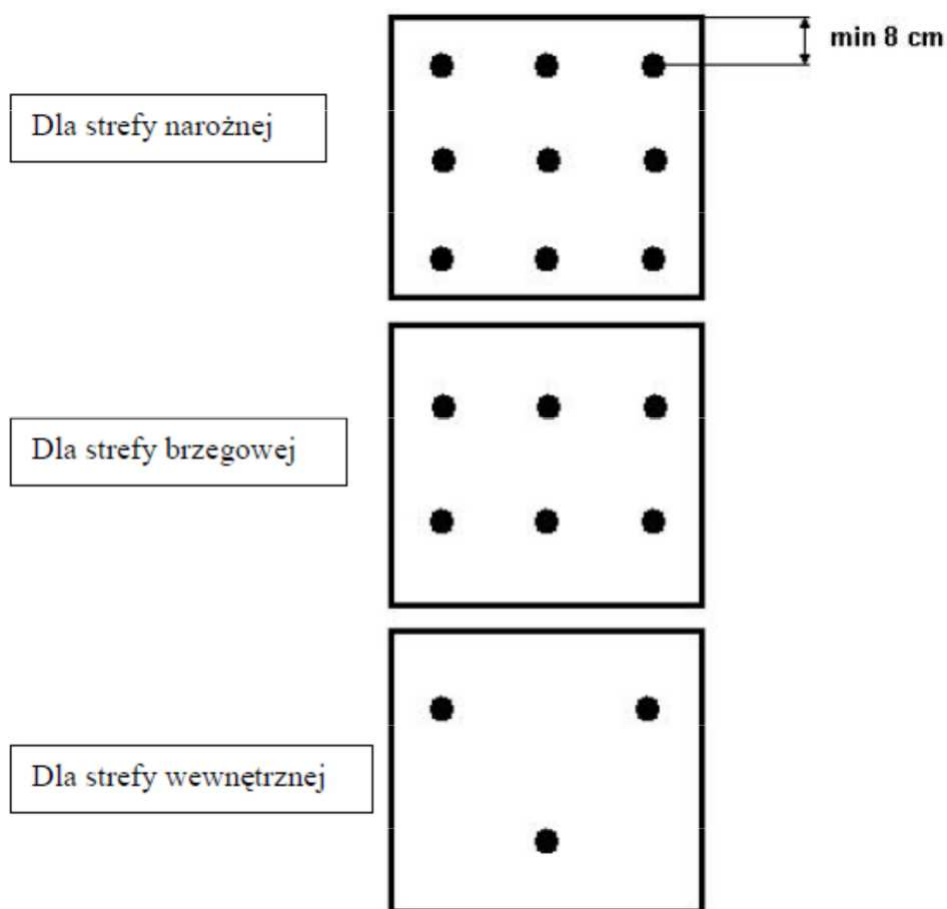 min 8 cm
Dla strefy narożnej
Dla strefy brzegowej
Dla strefy wewnętrznej